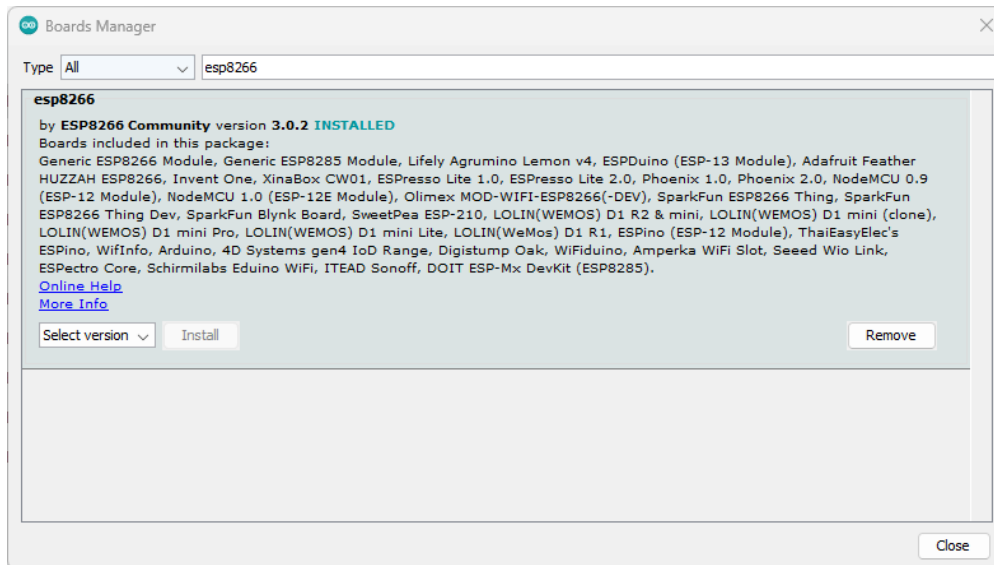 Boards Manager
Type All esp8266
esp8266
by ESP8266 Community version 3.0.2 INSTALLED
Boards included in this package:
Generic ESP8266 Module, Generic ESP8285 Module, Lifely Agrumino Lemon v4, ESPDuino (ESP-13 Module), Adafruit Feather
HUZZAH ESP8266, Invent One, XinaBox CW01, ESPresso Lite 1.0, ESPresso Lite 2.0, Phoenix 1.0, Phoenix 2.0, NodeMCU 0.9
(ESP-12 Module), NodeMCU 1.0 (ESP-12E Module), Olimex MOD-WIFI-ESP8266(-DEV), SparkFun ESP8266 Thing, SparkFun
ESP8266 Thing Dev, SparkFun Blynk Board, SweetPea ESP-210, LOLIN(WEMOS) D1 R2 & mini, LOLIN(WEMOS) D1 mini (clone),
LOLIN(WEMOS) D1 mini Pro, LOLIN(WEMOS) D1 mini Lite, LOLIN(WeMos) D1 R1, ESPino (ESP-12 Module), ThaiEasyElec's
ESPino, WifInfo, Arduino, 4D Systems gen4 IoD Range, Digistump Oak, WiFiduino, Amperka WiFi Slot, Seeed Wio Link,
ESPectro Core, Schirmilabs Eduino WiFi, ITEAD Sonoff, DOIT ESP-Mx DevKit (ESP8285).
Online Help
More Info
Select version Install Remove
Close